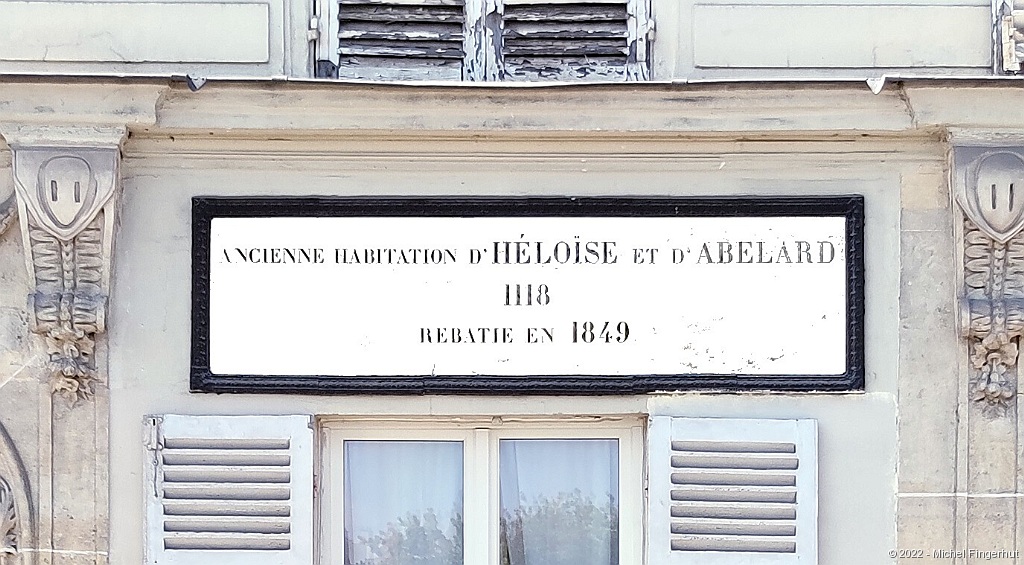 ANCIENNE HABITATION D'HÉLOÏSE ET D'ABELARD
1118
REBATIE EN 1849
© 2022 - Michel Fingerhut